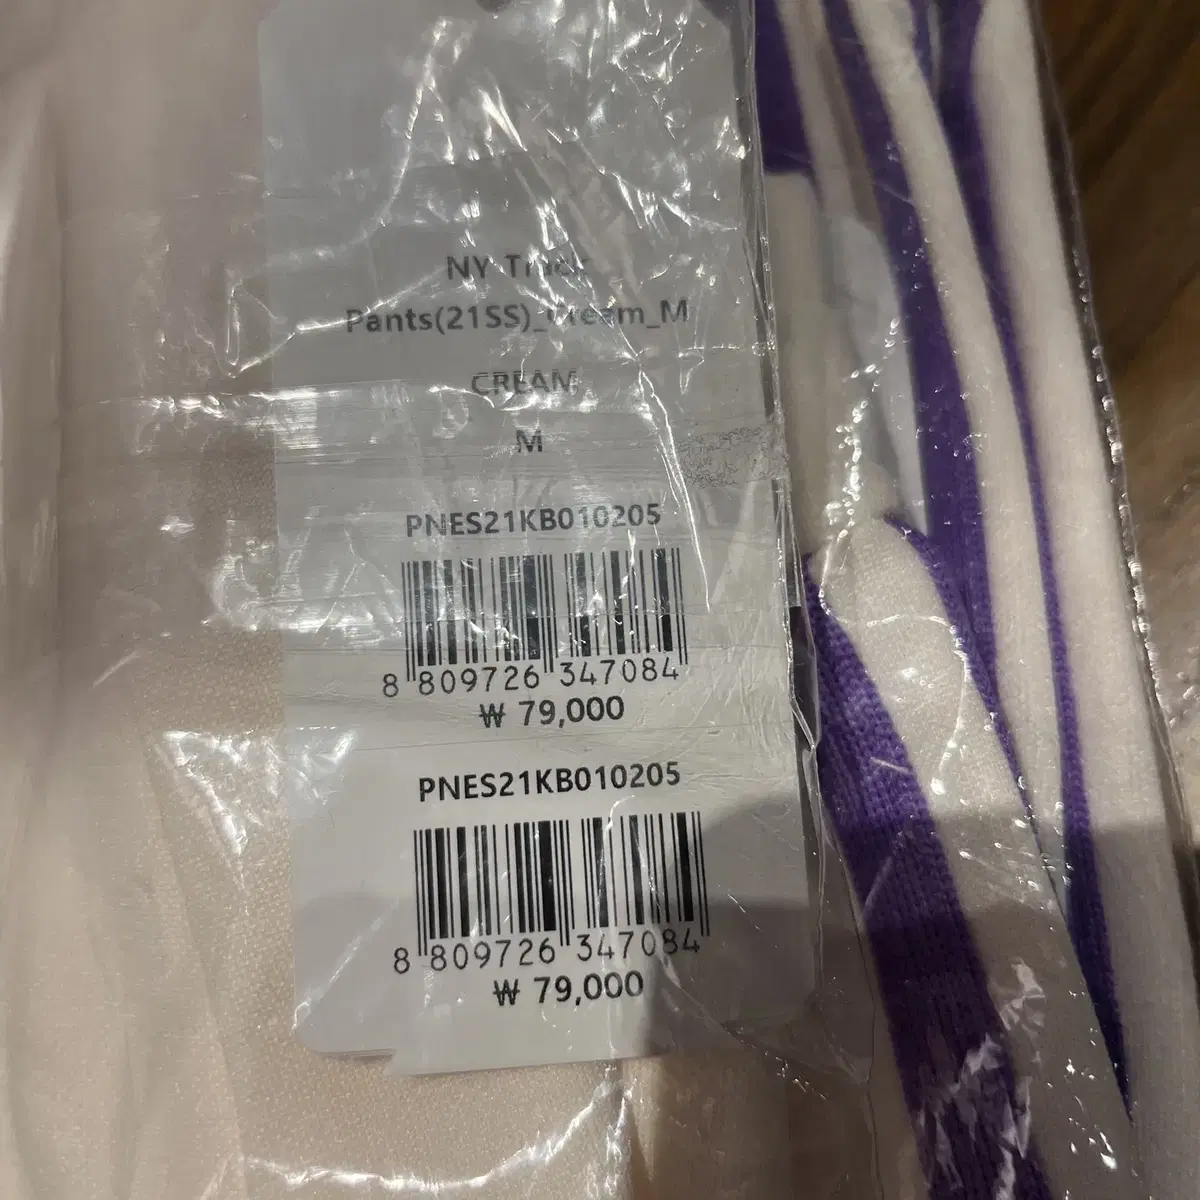 NY Track
Pants(21SS)_Cream_M
CREAM
M
PNES21KB010205
8 809726 347084
₩ 79,000
PNES21KB010205
8 809726 347084
₩ 79,000